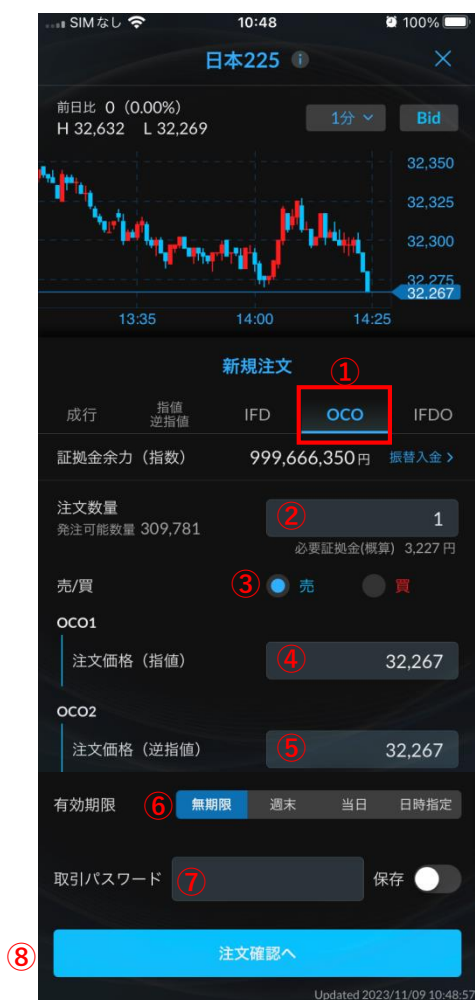 SIMなし 10:48 100%
日本225
前日比 0 (0.00%)
H 32,632 L 32,269
1分 Bid
32,350
32,325
32,300
32,275
32,267
13:35 14:00 14:25
新規注文 ①
成行 指値 逆指値 IFD OCO IFDO
証拠金余力（指数） 999,666,350円 振替入金 >
注文数量
発注可能数量 309,781 ② 1
必要証拠金(概算) 3,227 円
売/買 ③ 売 買
OCO1
注文価格（指値） ④ 32,267
OCO2
注文価格（逆指値） ⑤ 32,267
有効期限 ⑥ 無期限 週末 当日 日時指定
取引パスワード ⑦ 保存
⑧ 注文確認へ
Updated 2023/11/09 10:48:57